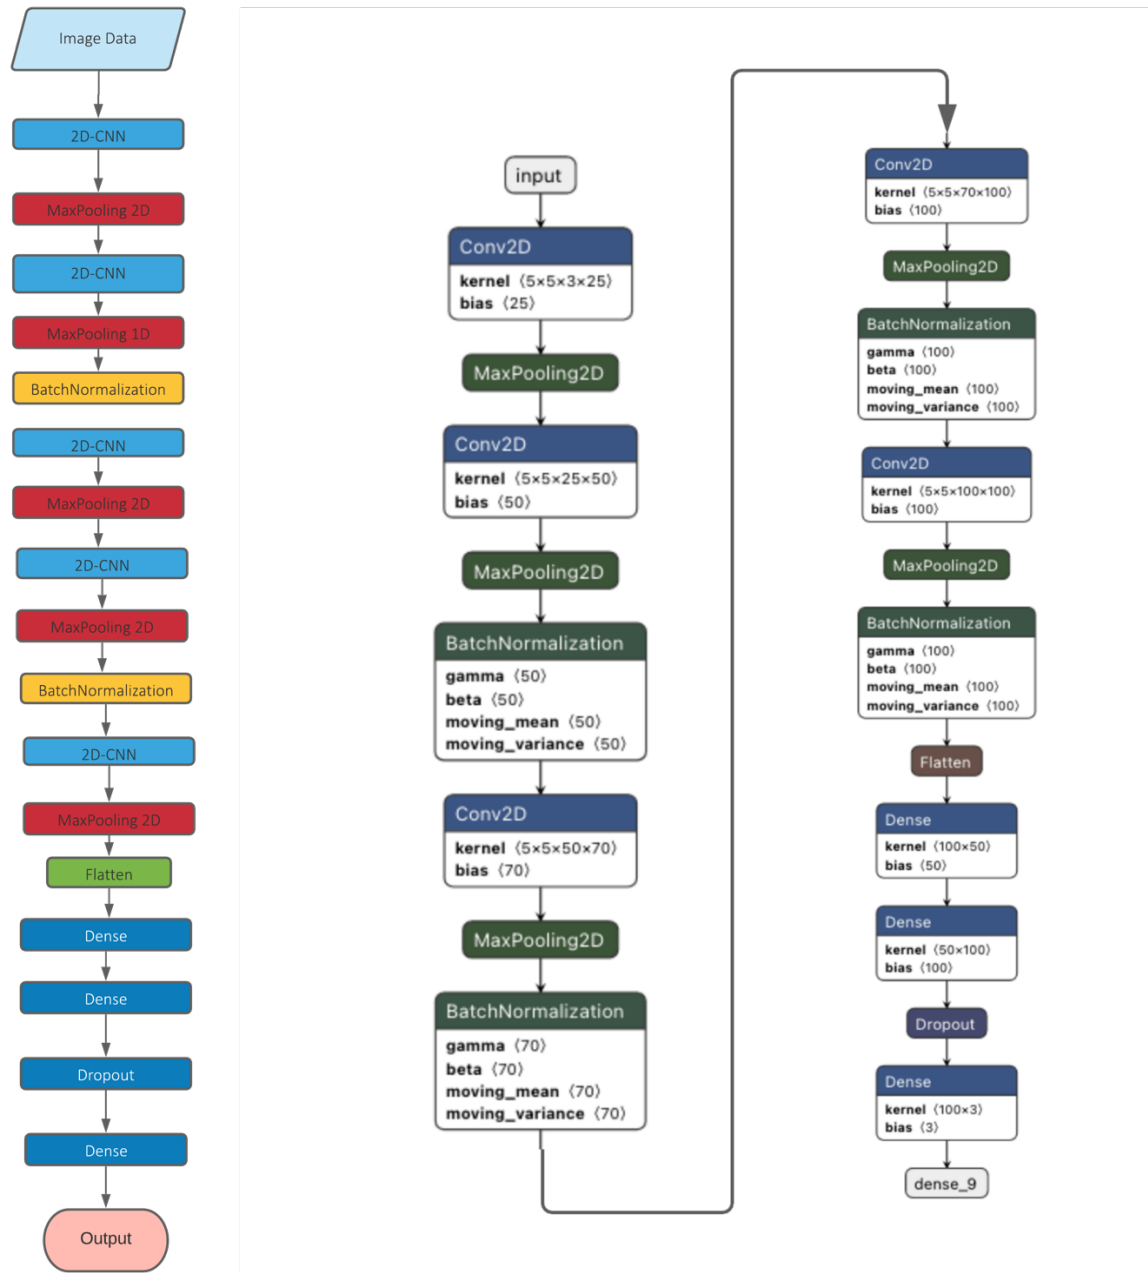 Image Data
2D-CNN
MaxPooling 2D
2D-CNN
MaxPooling 1D
BatchNormalization
2D-CNN
MaxPooling 2D
2D-CNN
MaxPooling 2D
BatchNormalization
2D-CNN
MaxPooling 2D
Flatten
Dense
Dense
Dropout
Dense
Output
input
Conv2D
kernel ⟨5×5×3×25⟩
bias ⟨25⟩
MaxPooling2D
Conv2D
kernel ⟨5×5×25×50⟩
bias ⟨50⟩
MaxPooling2D
BatchNormalization
gamma ⟨50⟩
beta ⟨50⟩
moving_mean ⟨50⟩
moving_variance ⟨50⟩
Conv2D
kernel ⟨5×5×50×70⟩
bias ⟨70⟩
MaxPooling2D
BatchNormalization
gamma ⟨70⟩
beta ⟨70⟩
moving_mean ⟨70⟩
moving_variance ⟨70⟩
Conv2D
kernel ⟨5×5×70×100⟩
bias ⟨100⟩
MaxPooling2D
BatchNormalization
gamma ⟨100⟩
beta ⟨100⟩
moving_mean ⟨100⟩
moving_variance ⟨100⟩
Conv2D
kernel ⟨5×5×100×100⟩
bias ⟨100⟩
MaxPooling2D
BatchNormalization
gamma ⟨100⟩
beta ⟨100⟩
moving_mean ⟨100⟩
moving_variance ⟨100⟩
Flatten
Dense
kernel ⟨100×50⟩
bias ⟨50⟩
Dense
kernel ⟨50×100⟩
bias ⟨100⟩
Dropout
Dense
kernel ⟨100×3⟩
bias ⟨3⟩
dense_9